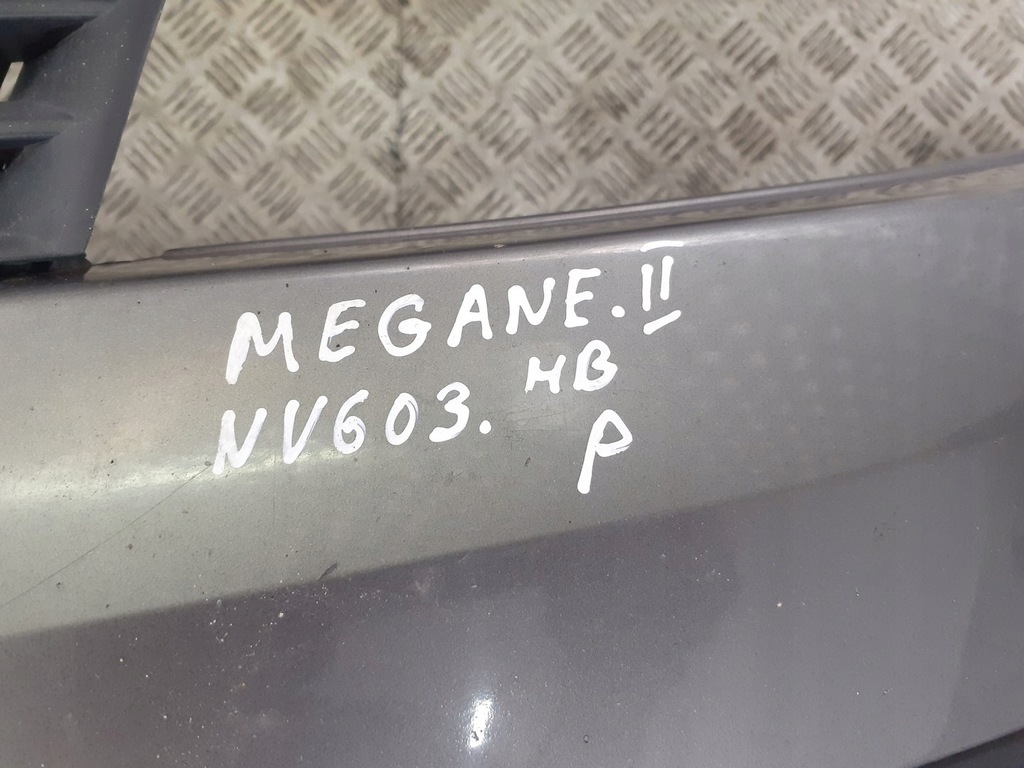 MEGANE.II
HB
NV603.
P